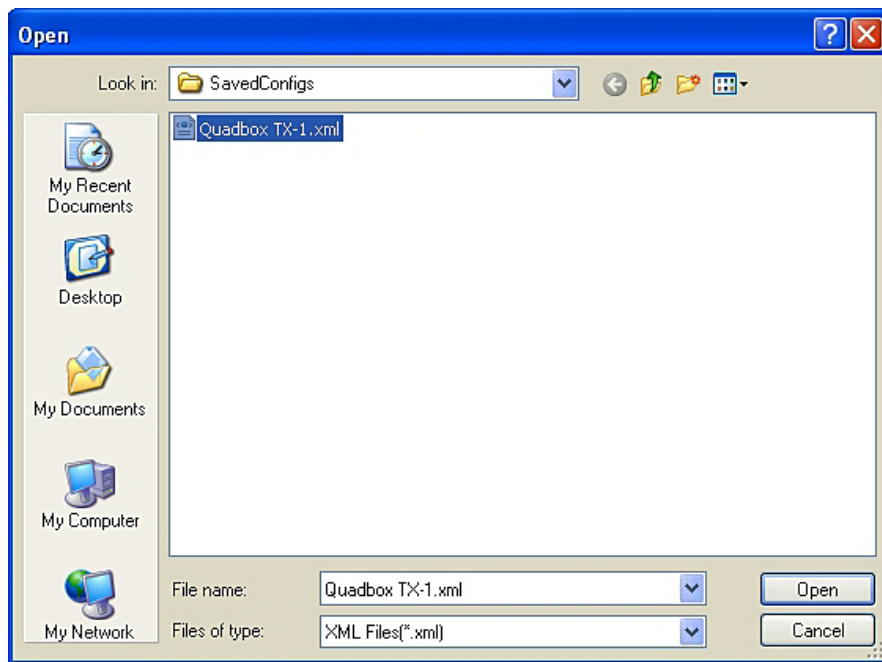 Open
Look in:
SavedConfigs
Quadbox TX-1.xml
My Recent
Documents
Desktop
My Documents
My Computer
My Network
File name:
Quadbox TX-1.xml
Open
Files of type:
XML Files(*.xml)
Cancel